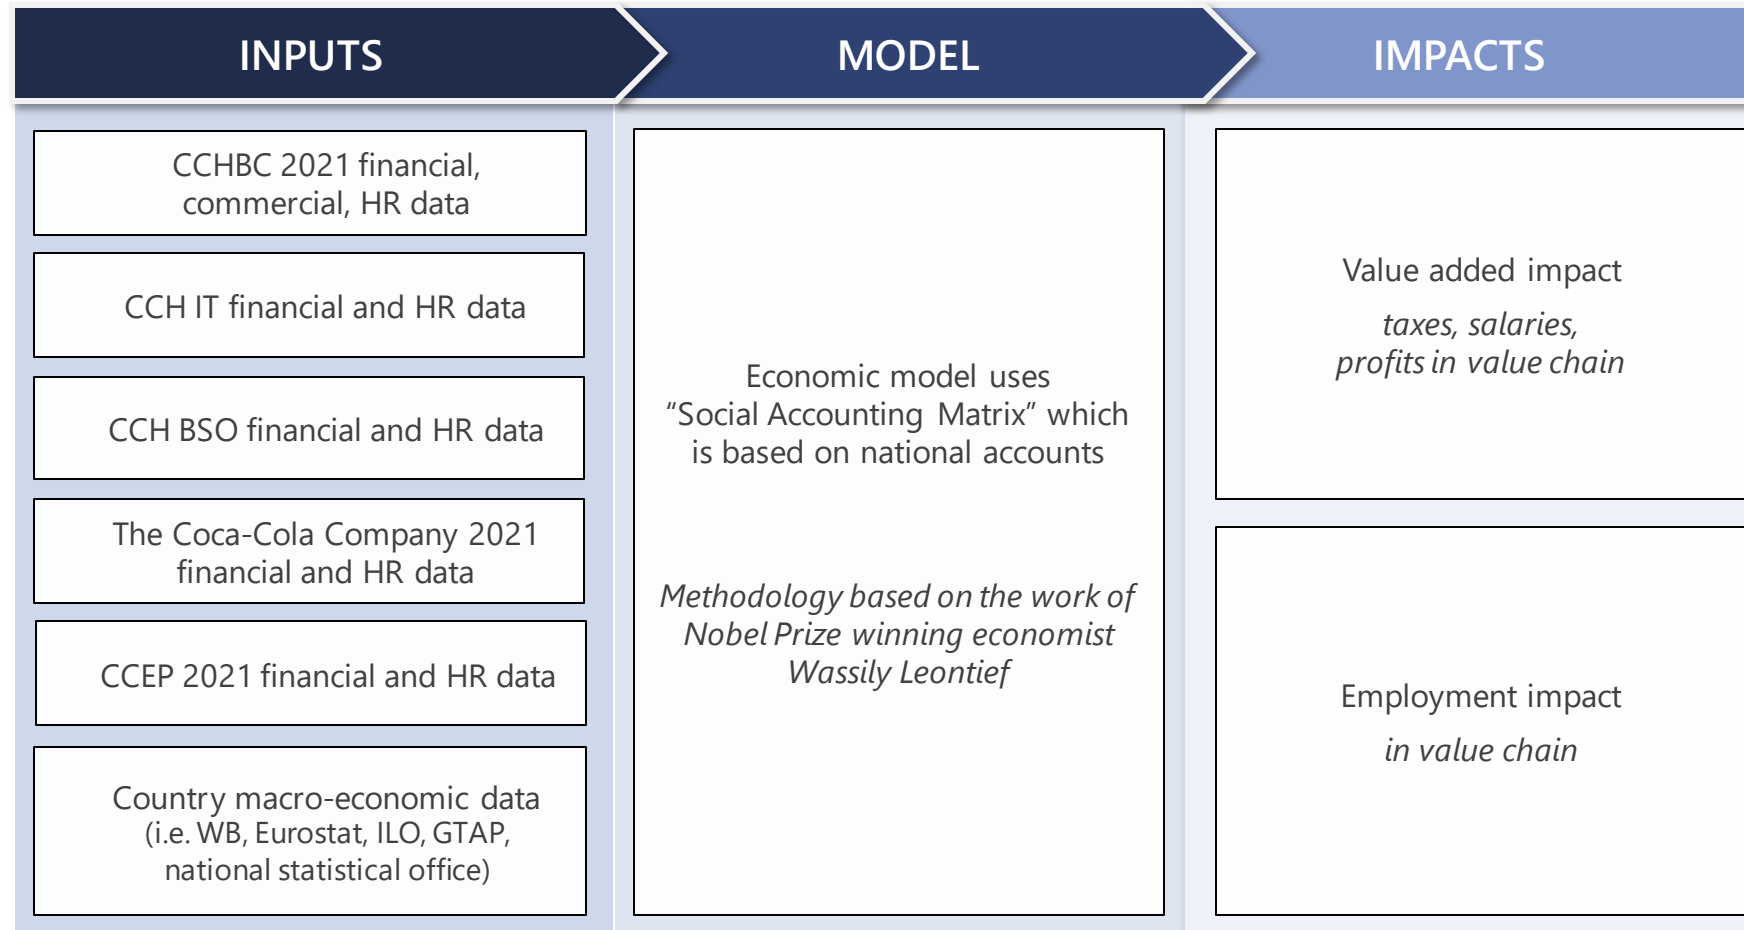 INPUTS
MODEL
IMPACTS
CCHBC 2021 financial,
commercial, HR data
CCH IT financial and HR data
CCH BSO financial and HR data
The Coca-Cola Company 2021
financial and HR data
CCEP 2021 financial and HR data
Country macro-economic data
(i.e. WB, Eurostat, ILO, GTAP,
national statistical office)
Economic model uses
“Social Accounting Matrix” which
is based on national accounts
Methodology based on the work of
Nobel Prize winning economist
Wassily Leontief
Value added impact
taxes, salaries,
profits in value chain
Employment impact
in value chain